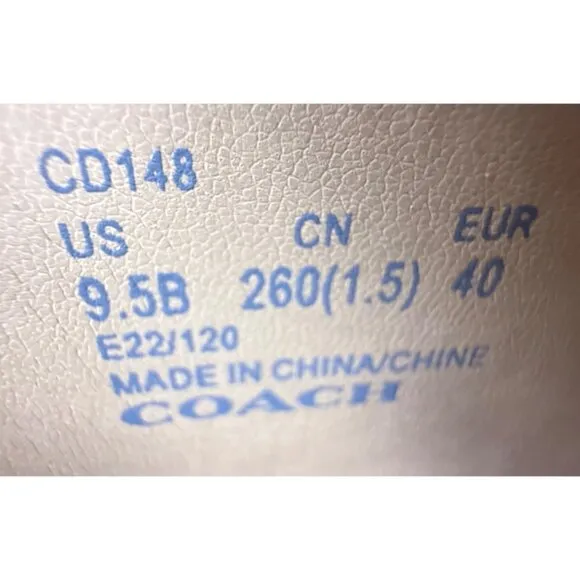 CD148
US CN EUR
9.5B 260(1.5) 40
E22/120
MADE IN CHINA/CHINE
COACH